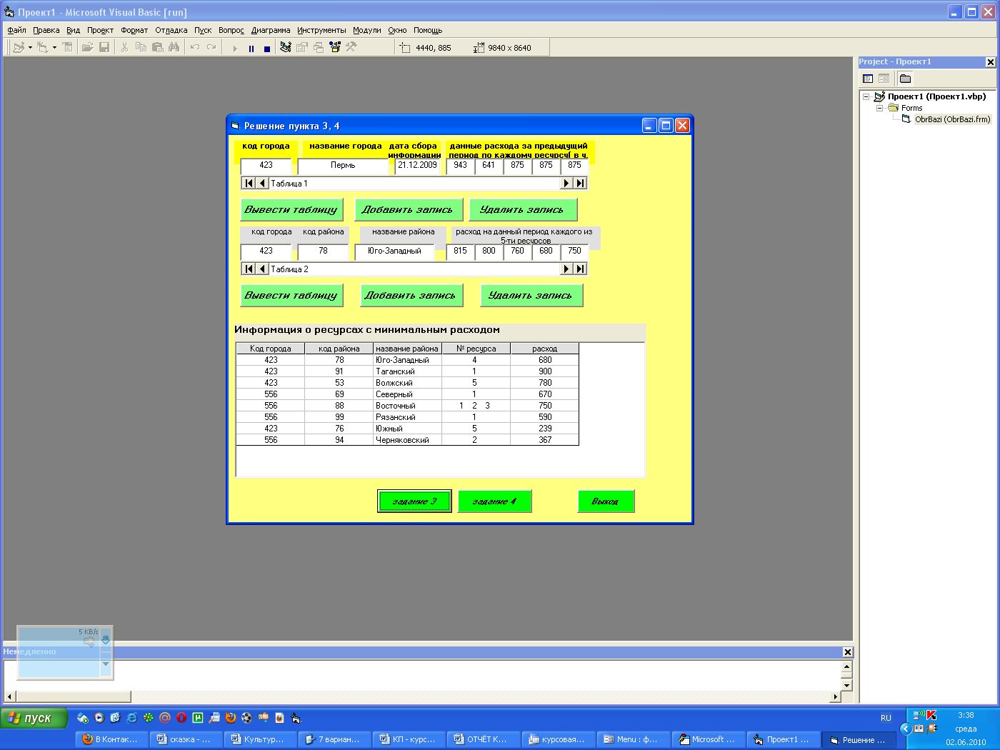 Проект1 - Microsoft Visual Basic [run]
Файл Правка Вид Проект Формат Отладка Пуск Вопрос Диаграмма Инструменты Модули Окно Помощь
4440, 885 9840 x 8640
Project - Проект1
Проект1 (Проект1.vbp)
Forms
ObrBazi (ObrBazi.frm)
Решение пункта 3, 4
код города название города дата сбора информации данные расхода за предыдущий период по каждому ресурсу( в ч.
423 Пермь 21.12.2009 943 641 875 875 875
Таблица 1
Вывести таблицу Добавить запись Удалить запись
код города код района название района расход на данный период каждого из 5-ти ресурсов
423 78 Юго-Западный 815 800 760 680 750
Таблица 2
Вывести таблицу Добавить запись Удалить запись
Информация о ресурсах с минимальным расходом
Код города код района название района № ресурса расход
423 78 Юго-Западный 4 680
423 91 Таганский 1 900
423 53 Волжский 5 780
556 69 Северный 1 670
556 88 Восточный 1 2 3 750
556 99 Рязанский 1 590
423 76 Южный 5 239
556 94 Черняковский 2 367
задание 3 задание 4 Выход
5 KB/s
Немедленно
пуск
RU
3:38
среда
02.06.2010
В Контак... сказка - ... Культур... 7 вариан... КП - курс... ОТЧЁТ К... курсовая... Menu : ф... Microsoft ... Проект1 ... Решение ...